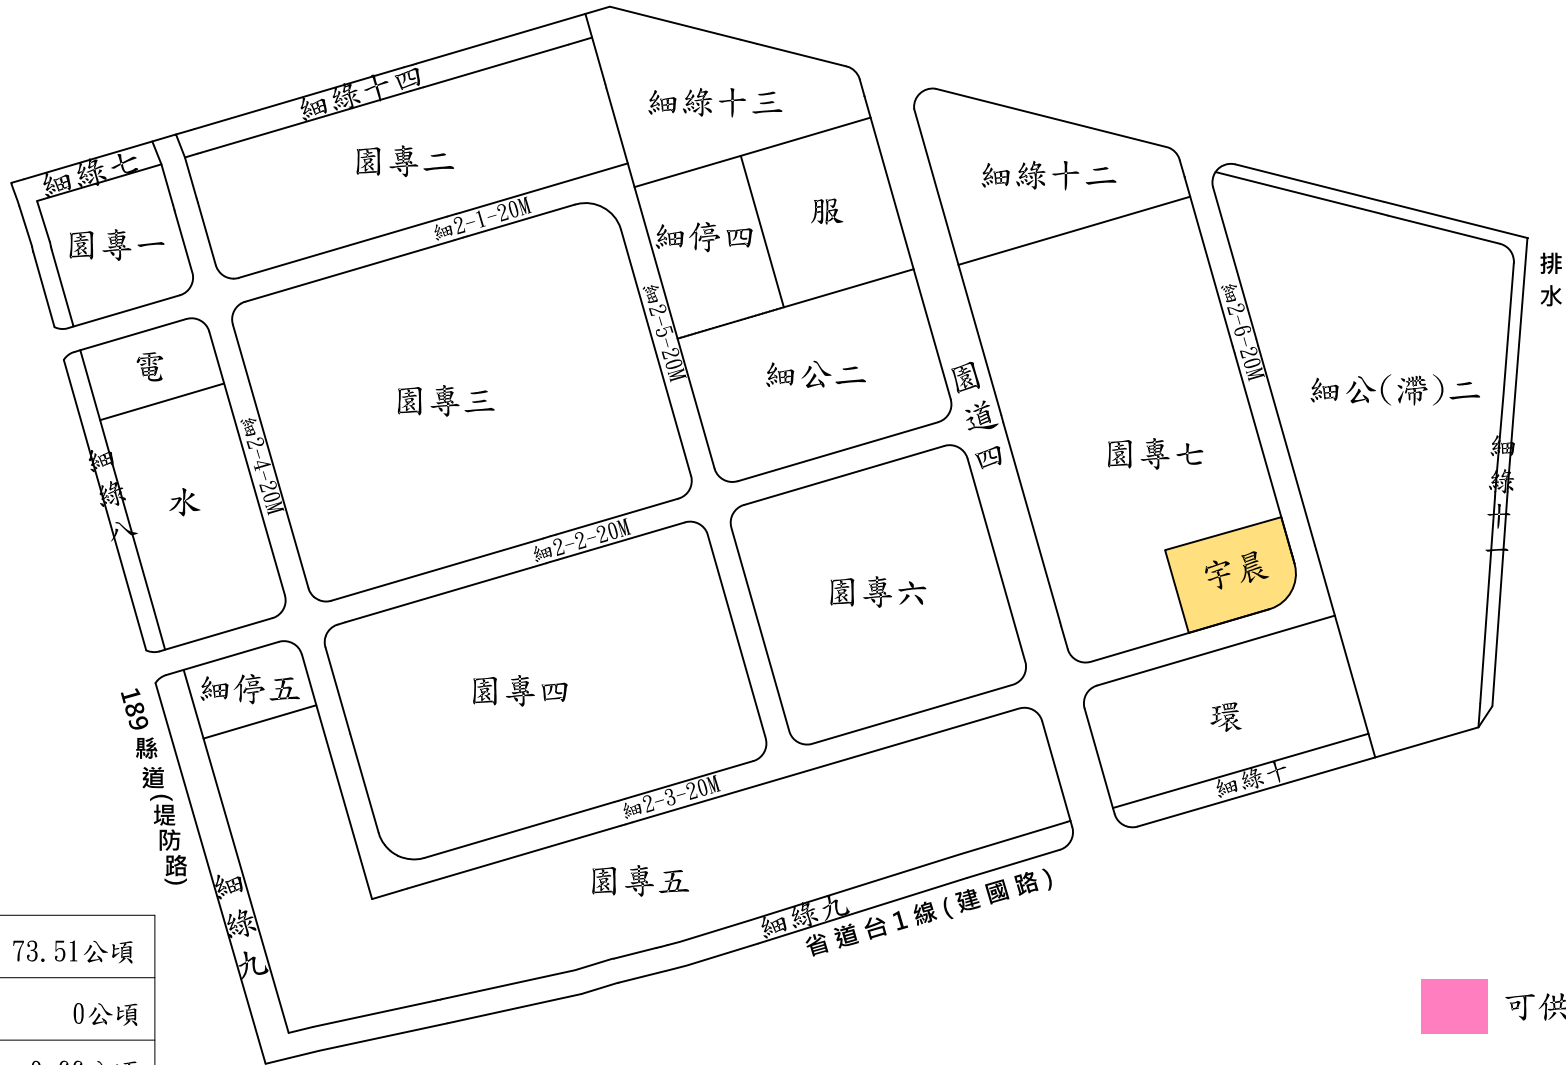 細綠十四
細綠十三
細綠七
園專二
細綠十二
園專一
細2-1-20M
細停四
服
排水
電
細2-5-20M
細2-6-20M
園專三
細公二
園道四
細公(滯)二
細綠八
水
細2-4-20M
園專七
細綠十一
細2-2-20M
園專六
宇晨
細停五
園專四
環
189縣道(堤防路)
細2-3-20M
細綠十
園專五
細綠九
細綠九
省道台1線(建國路)
73.51公頃
0公頃
可供